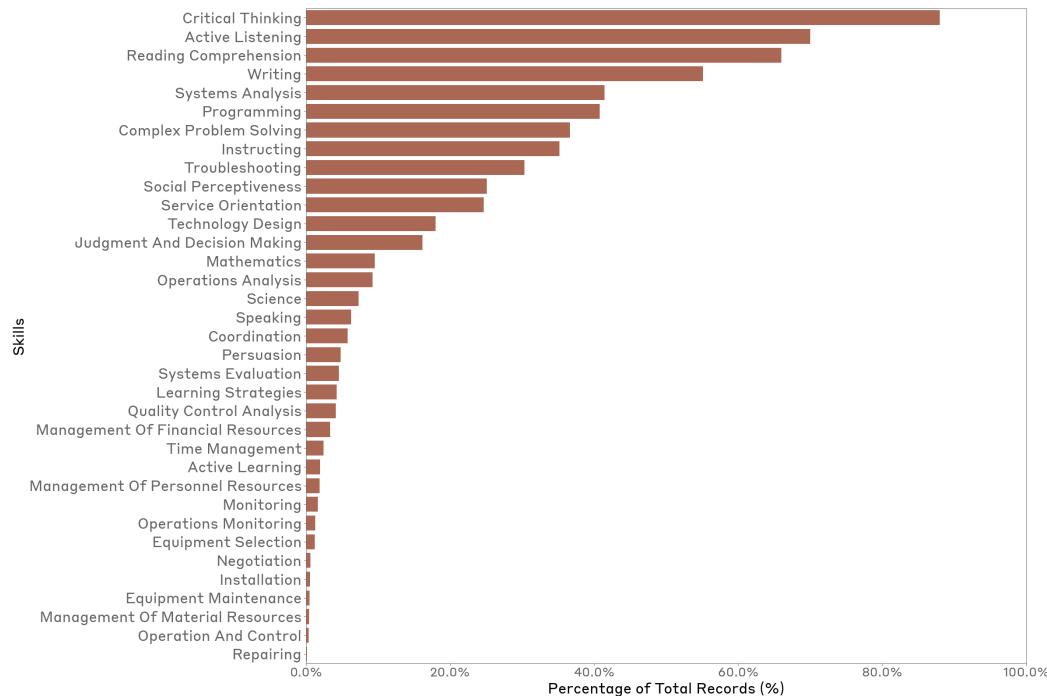 Critical Thinking
Active Listening
Reading Comprehension
Writing
Systems Analysis
Programming
Complex Problem Solving
Instructing
Troubleshooting
Social Perceptiveness
Service Orientation
Technology Design
Judgment And Decision Making
Mathematics
Operations Analysis
Science
Speaking
Coordination
Persuasion
Systems Evaluation
Learning Strategies
Quality Control Analysis
Management Of Financial Resources
Time Management
Active Learning
Management Of Personnel Resources
Monitoring
Operations Monitoring
Equipment Selection
Negotiation
Installation
Equipment Maintenance
Management Of Material Resources
Operation And Control
Repairing
Skills
0.0% 20.0% 40.0% 60.0% 80.0% 100.0%
Percentage of Total Records (%)